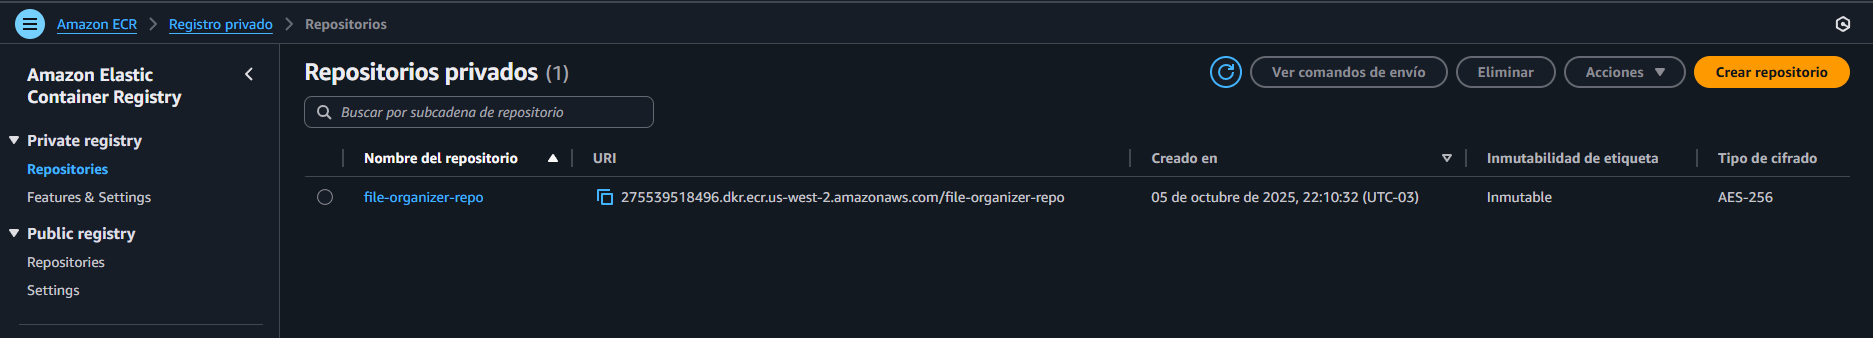 Amazon ECR > Registro privado > Repositorios
Amazon Elastic
Container Registry
Private registry
Repositories
Features & Settings
Public registry
Repositories
Settings
Repositorios privados (1)
Ver comandos de envío
Eliminar
Acciones
Crear repositorio
Buscar por subcadena de repositorio
Nombre del repositorio URI Creado en Inmutabilidad de etiqueta Tipo de cifrado
file-organizer-repo 275539518496.dkr.ecr.us-west-2.amazonaws.com/file-organizer-repo 05 de octubre de 2025, 22:10:32 (UTC-03) Inmutable AES-256